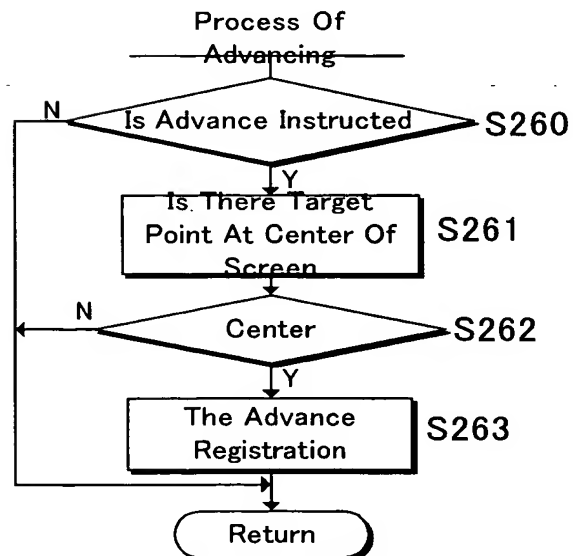 Process Of
Advancing
N
Is Advance Instructed
S260
Y
Is There Target
Point At Center Of
Screen
S261
N
Center
S262
Y
The Advance
Registration
S263
Return